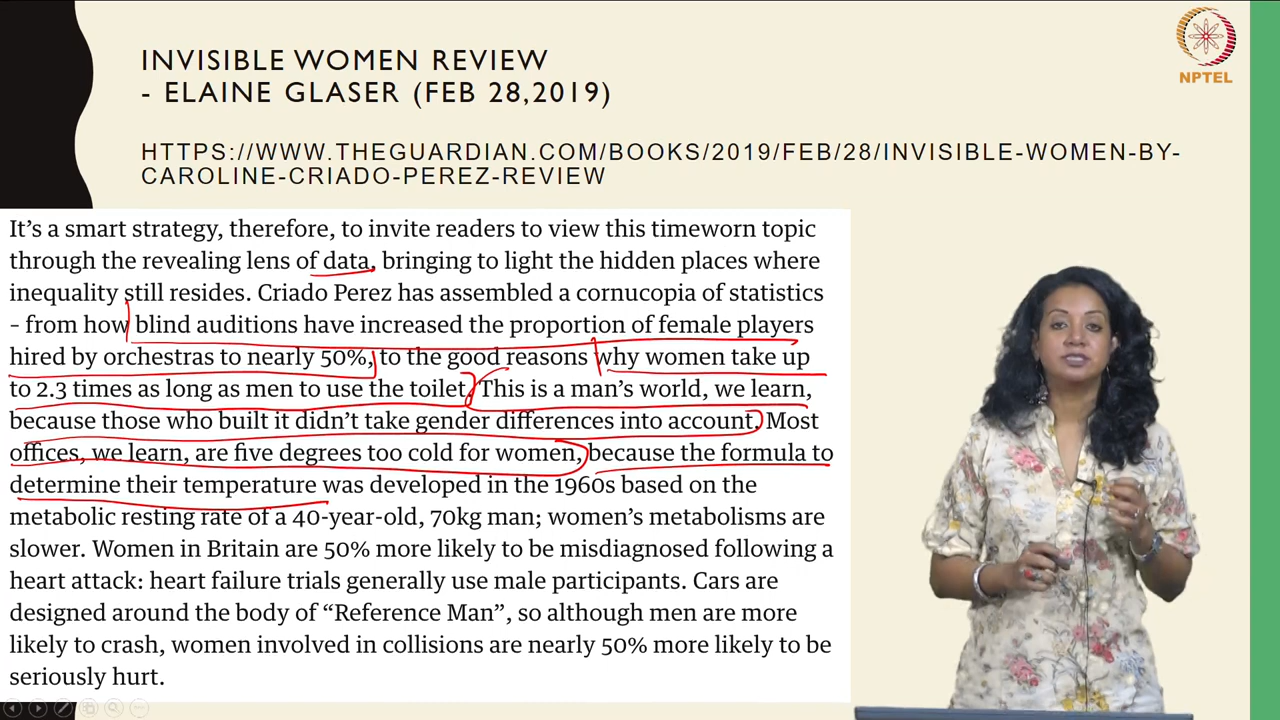 INVISIBLE WOMEN REVIEW
- ELAINE GLASER (FEB 28,2019)
HTTPS://WWW.THEGUARDIAN.COM/BOOKS/2019/FEB/28/INVISIBLE-WOMEN-BY-
CAROLINE-CRIADO-PEREZ-REVIEW
NPTEL
It’s a smart strategy, therefore, to invite readers to view this timeworn topic
through the revealing lens of data, bringing to light the hidden places where
inequality still resides. Criado Perez has assembled a cornucopia of statistics
– from how blind auditions have increased the proportion of female players
hired by orchestras to nearly 50%, to the good reasons why women take up
to 2.3 times as long as men to use the toilet. This is a man’s world, we learn,
because those who built it didn’t take gender differences into account. Most
offices, we learn, are five degrees too cold for women, because the formula to
determine their temperature was developed in the 1960s based on the
metabolic resting rate of a 40-year-old, 70kg man; women’s metabolisms are
slower. Women in Britain are 50% more likely to be misdiagnosed following a
heart attack: heart failure trials generally use male participants. Cars are
designed around the body of “Reference Man”, so although men are more
likely to crash, women involved in collisions are nearly 50% more likely to be
seriously hurt.